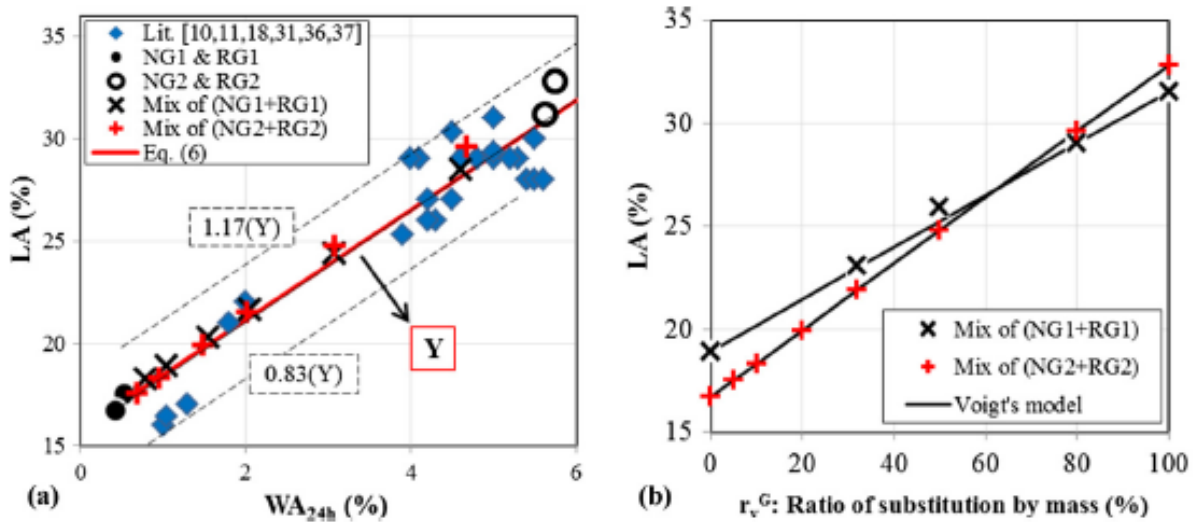 35
30
25
20
15
LA (%)
Lit. [10,11,18,31,36,37]
NG1 & RG1
NG2 & RG2
Mix of (NG1+RG1)
Mix of (NG2+RG2)
Eq. (6)
1.17(Y)
Y
0.83(Y)
0 2 4 6
(a) WA24h (%)
35
30
25
20
15
LA (%)
Mix of (NG1+RG1)
Mix of (NG2+RG2)
Voigt's model
0 20 40 60 80 100
(b) rvG: Ratio of substitution by mass (%)